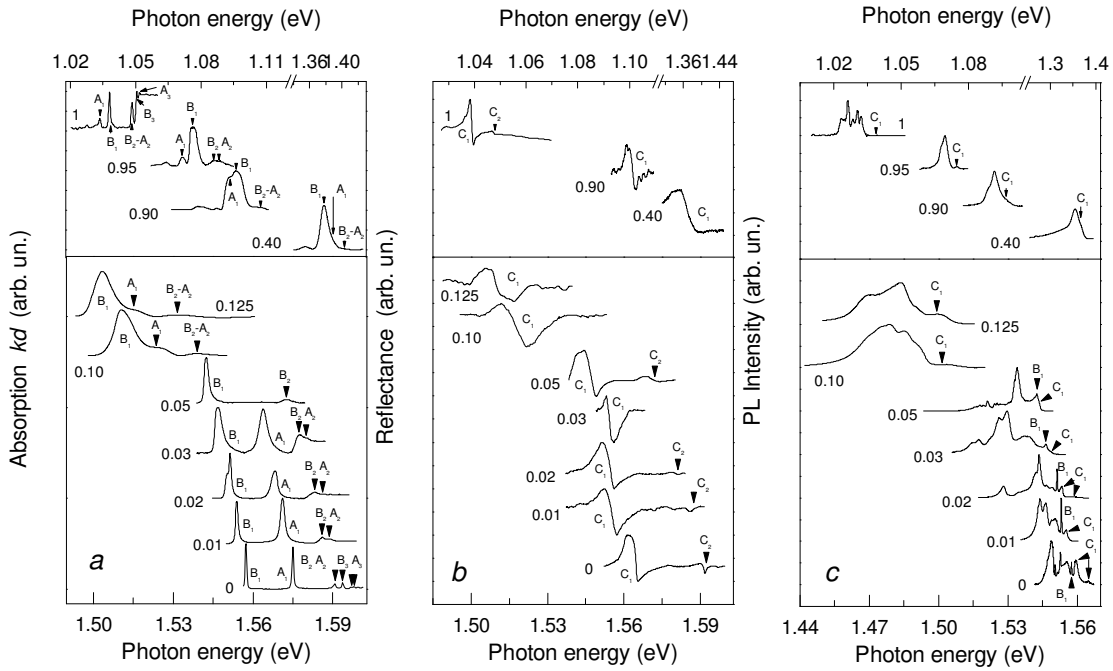 Photon energy (eV)
1.02 1.05 1.08 1.11 1.36 1.40
A₁ A₃
1 B₁ B₂-A₂ B₃
B₁
A₁ B₂ A₂
0.95
B₁
A₁ B₂-A₂
0.90
B₁ A₁
B₂-A₂
0.40
A₁ B₂-A₂
B₁ 0.125
A₁ B₂-A₂
B₁
0.10
B₁ B₂
0.05
B₁ A₁ B₂ A₂
0.03
B₁ A₁ B₂ A₂
0.02
B₁ A₁ B₂ A₂
0.01
B₁ A₁ B₂ A₂ B₃ A₃
0
a
Absorption kd (arb. un.)
1.50 1.53 1.56 1.59
Photon energy (eV)
Photon energy (eV)
1.04 1.06 1.08 1.10 1.36 1.44
1 C₁ C₂
C₁
0.90
C₁
0.40
C₁
0.125
C₁
0.10
C₁ C₂
0.05
C₁
0.03
C₁ C₂
0.02
C₁ C₂
0.01
C₁ C₂
0
b
Reflectance (arb. un.)
1.50 1.53 1.56 1.59
Photon energy (eV)
Photon energy (eV)
1.02 1.05 1.08 1.3 1.4
C₁
1
C₁
0.95
C₁
0.90
C₁
0.40
C₁
0.125
C₁
0.10
B₁ C₁
0.05
B₁ C₁
0.03
B₁ C₁
0.02
B₁ C₁
0.01
C₁
0 B₁
c
PL Intensity (arb. un.)
1.44 1.47 1.50 1.53 1.56
Photon energy (eV)